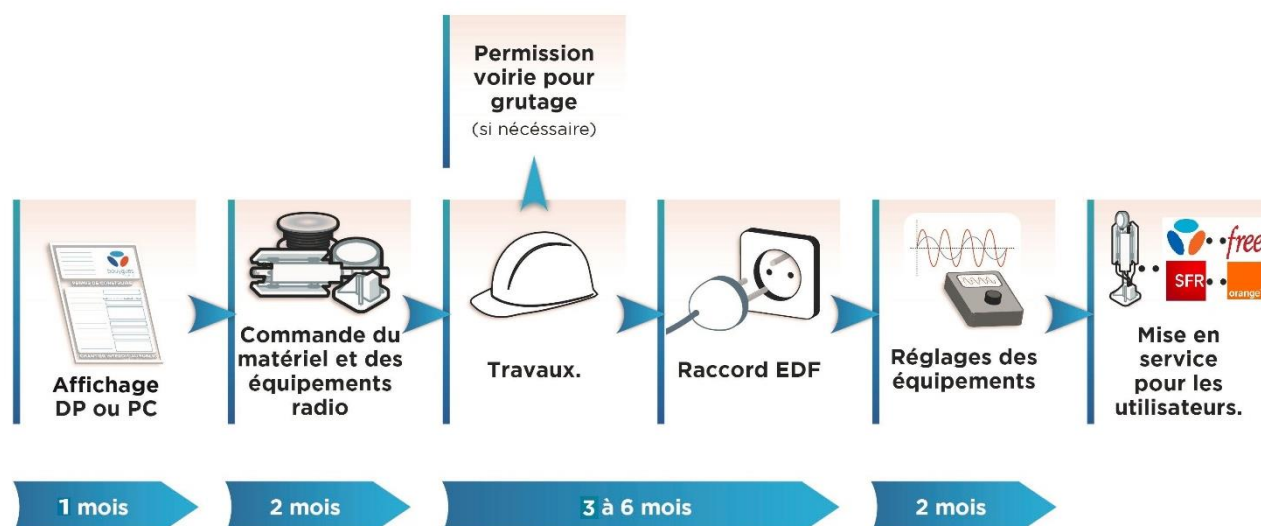 Permission
voirie pour
grutage
(si nécéssaire)
bouygues
Affichage
DP ou PC
Commande du
matériel et des
équipements
radio
Travaux.
Raccord EDF
Réglages des
équipements
free
SFR
orange
Mise en
service
pour les
utilisateurs.
1 mois
2 mois
3 à 6 mois
2 mois